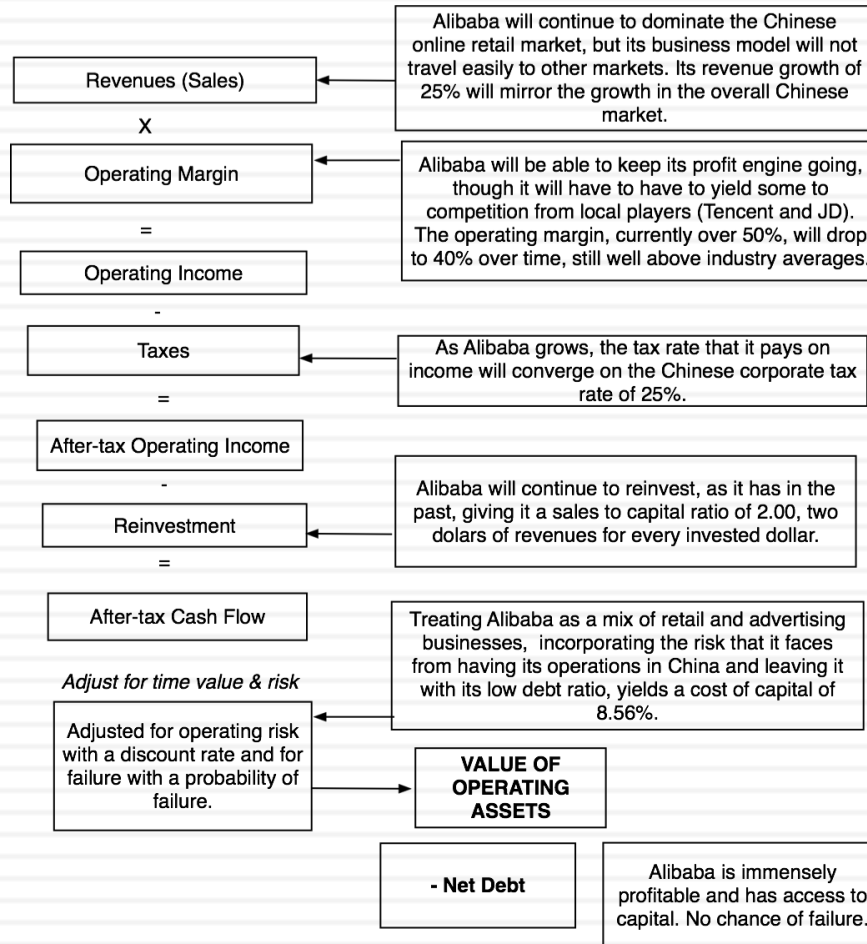 Alibaba will continue to dominate the Chinese
online retail market, but its business model will not
travel easily to other markets. Its revenue growth of
25% will mirror the growth in the overall Chinese
market.
Revenues (Sales)
X
Alibaba will be able to keep its profit engine going,
though it will have to have to yield some to
competition from local players (Tencent and JD).
The operating margin, currently over 50%, will drop
to 40% over time, still well above industry averages.
Operating Margin
=
Operating Income
-
Taxes
As Alibaba grows, the tax rate that it pays on
income will converge on the Chinese corporate tax
rate of 25%.
=
After-tax Operating Income
-
Alibaba will continue to reinvest, as it has in the
past, giving it a sales to capital ratio of 2.00, two
dolars of revenues for every invested dollar.
Reinvestment
=
After-tax Cash Flow
Treating Alibaba as a mix of retail and advertising
businesses, incorporating the risk that it faces
from having its operations in China and leaving it
with its low debt ratio, yields a cost of capital of
8.56%.
Adjust for time value & risk
Adjusted for operating risk
with a discount rate and for
failure with a probability of
failure.
VALUE OF
OPERATING
ASSETS
- Net Debt
Alibaba is immensely
profitable and has access to
capital. No chance of failure.